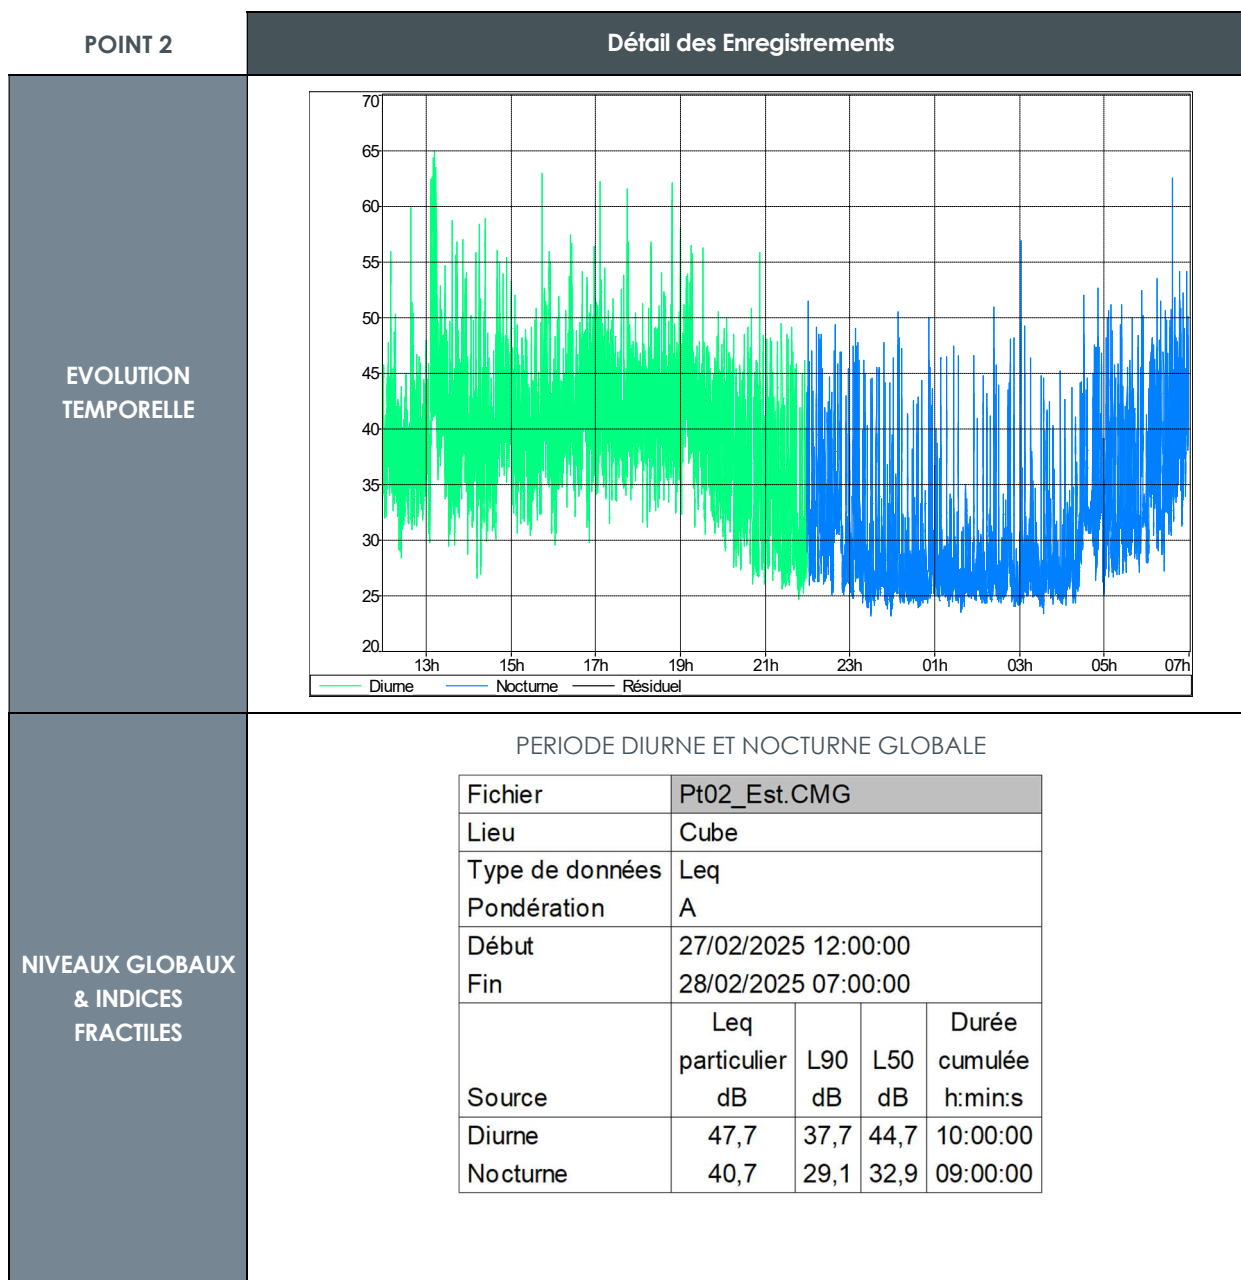 POINT 2
Détail des Enregistrements
EVOLUTION
TEMPORELLE
70
65
60
55
50
45
40
35
30
25
20
13h 15h 17h 19h 21h 23h 01h 03h 05h 07h
Diurne Nocturne Résiduel
NIVEAUX GLOBAUX
& INDICES
FRACTILES
PERIODE DIURNE ET NOCTURNE GLOBALE
Fichier Pt02_Est.CMG
Lieu Cube
Type de données Leq
Pondération A
Début 27/02/2025 12:00:00
Fin 28/02/2025 07:00:00
Leq Durée
particulier L90 L50 cumulée
Source dB dB dB h:min:s
Diurne 47,7 37,7 44,7 10:00:00
Nocturne 40,7 29,1 32,9 09:00:00